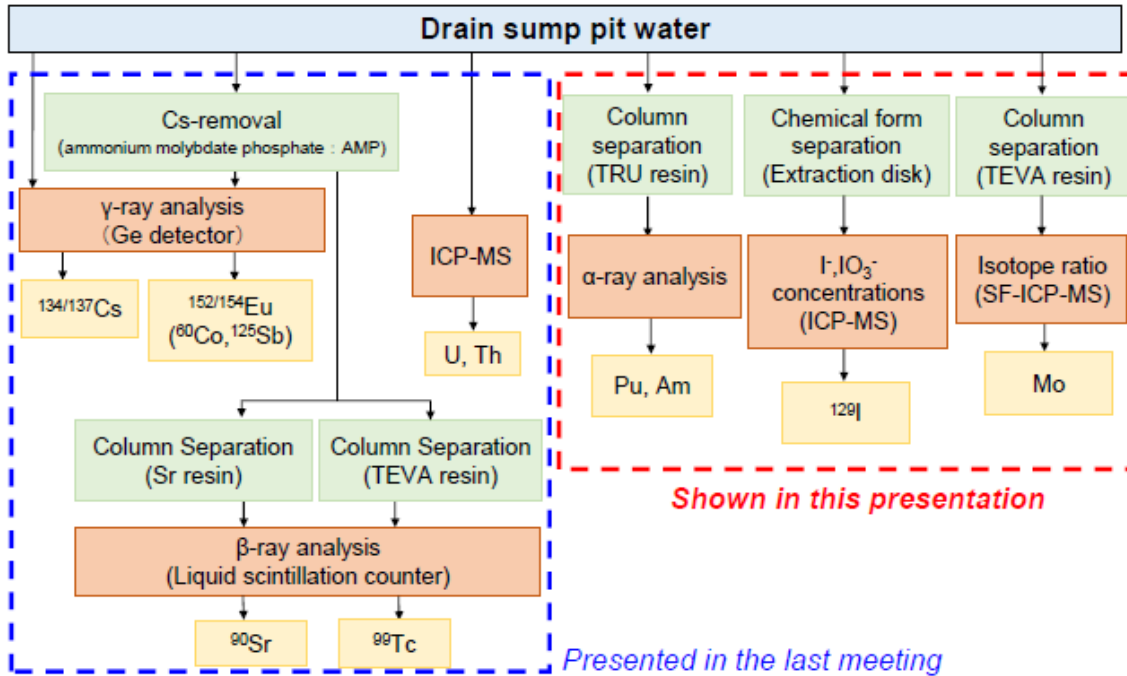 Drain sump pit water
Cs-removal
(ammonium molybdate phosphate : AMP)
γ-ray analysis
(Ge detector)
¹³⁴/¹³⁷Cs
¹⁵²/¹⁵⁴Eu
(⁶⁰Co,¹²⁵Sb)
ICP-MS
U, Th
Column Separation
(Sr resin)
Column Separation
(TEVA resin)
β-ray analysis
(Liquid scintillation counter)
⁹⁰Sr
⁹⁹Tc
Presented in the last meeting
Column
separation
(TRU resin)
α-ray analysis
Pu, Am
Chemical form
separation
(Extraction disk)
I⁻,IO₃⁻
concentrations
(ICP-MS)
¹²⁹I
Column
separation
(TEVA resin)
Isotope ratio
(SF-ICP-MS)
Mo
Shown in this presentation